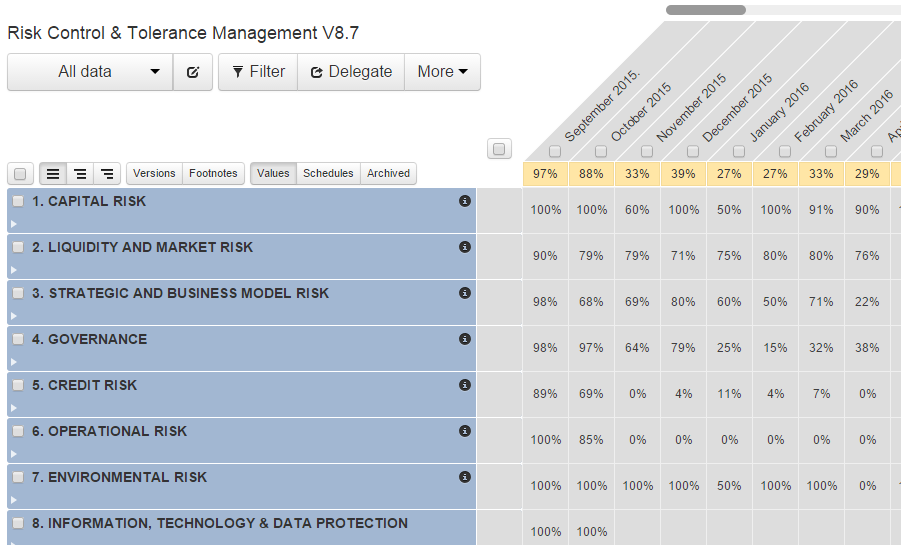 Risk Control & Tolerance Management V8.7
All data Filter Delegate More
September 2015.
October 2015
November 2015
December 2015
January 2016
February 2016
March 2016
Versions Footnotes Values Schedules Archived
97% 88% 33% 39% 27% 27% 33% 29%
1. CAPITAL RISK
100% 100% 60% 100% 50% 100% 91% 90%
2. LIQUIDITY AND MARKET RISK
90% 79% 79% 71% 75% 80% 80% 76%
3. STRATEGIC AND BUSINESS MODEL RISK
98% 68% 69% 80% 60% 50% 71% 22%
4. GOVERNANCE
98% 97% 64% 79% 25% 15% 32% 38%
5. CREDIT RISK
89% 69% 0% 4% 11% 4% 7% 0%
6. OPERATIONAL RISK
100% 85% 0% 0% 0% 0% 0% 0%
7. ENVIRONMENTAL RISK
100% 100% 100% 100% 50% 100% 100% 0%
8. INFORMATION, TECHNOLOGY & DATA PROTECTION
100% 100%